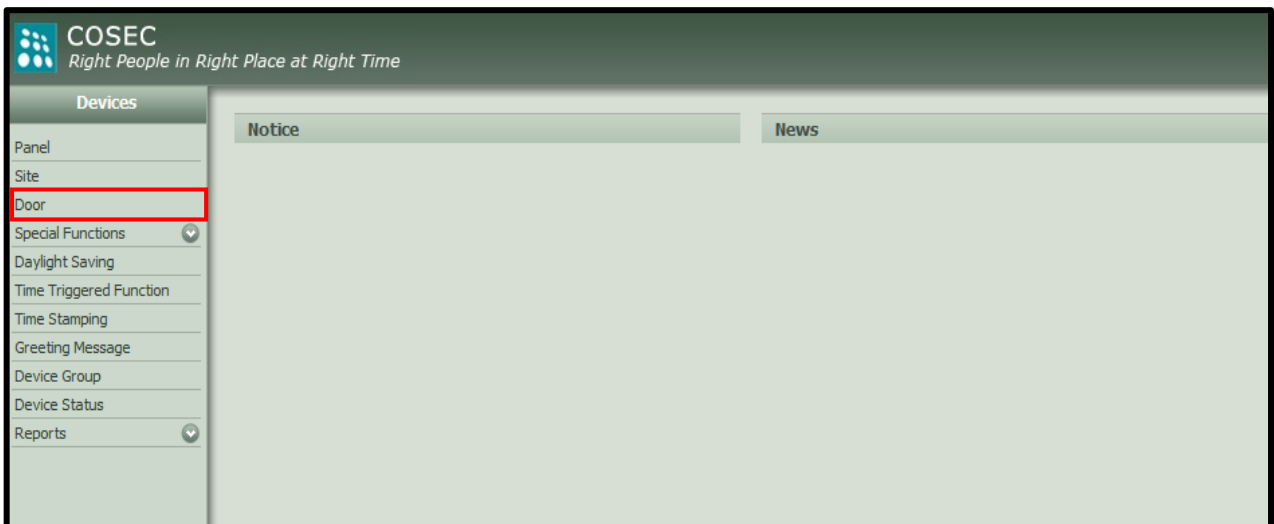 COSEC
Right People in Right Place at Right Time
Devices
Panel
Site
Door
Special Functions
Daylight Saving
Time Triggered Function
Time Stamping
Greeting Message
Device Group
Device Status
Reports
Notice
News